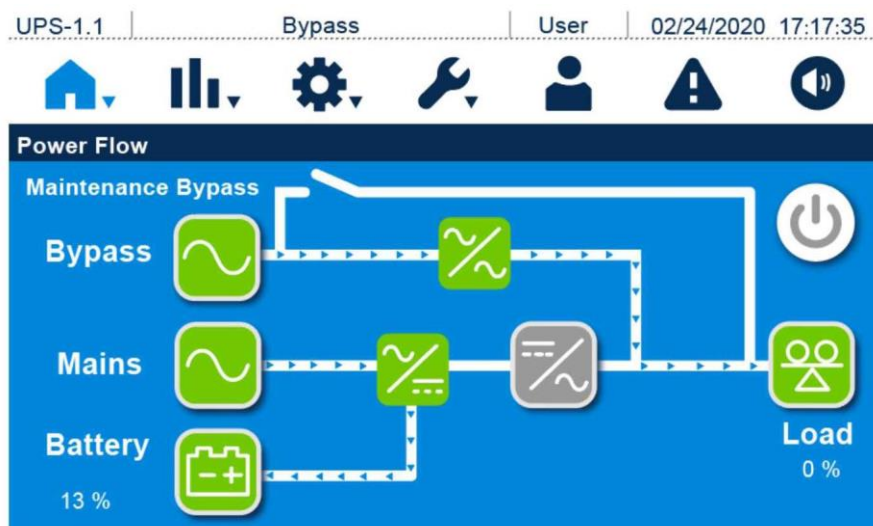 UPS-1.1 Bypass User 02/24/2020 17:17:35
Power Flow
Maintenance Bypass
Bypass
Mains
Battery
13 %
Load
0 %